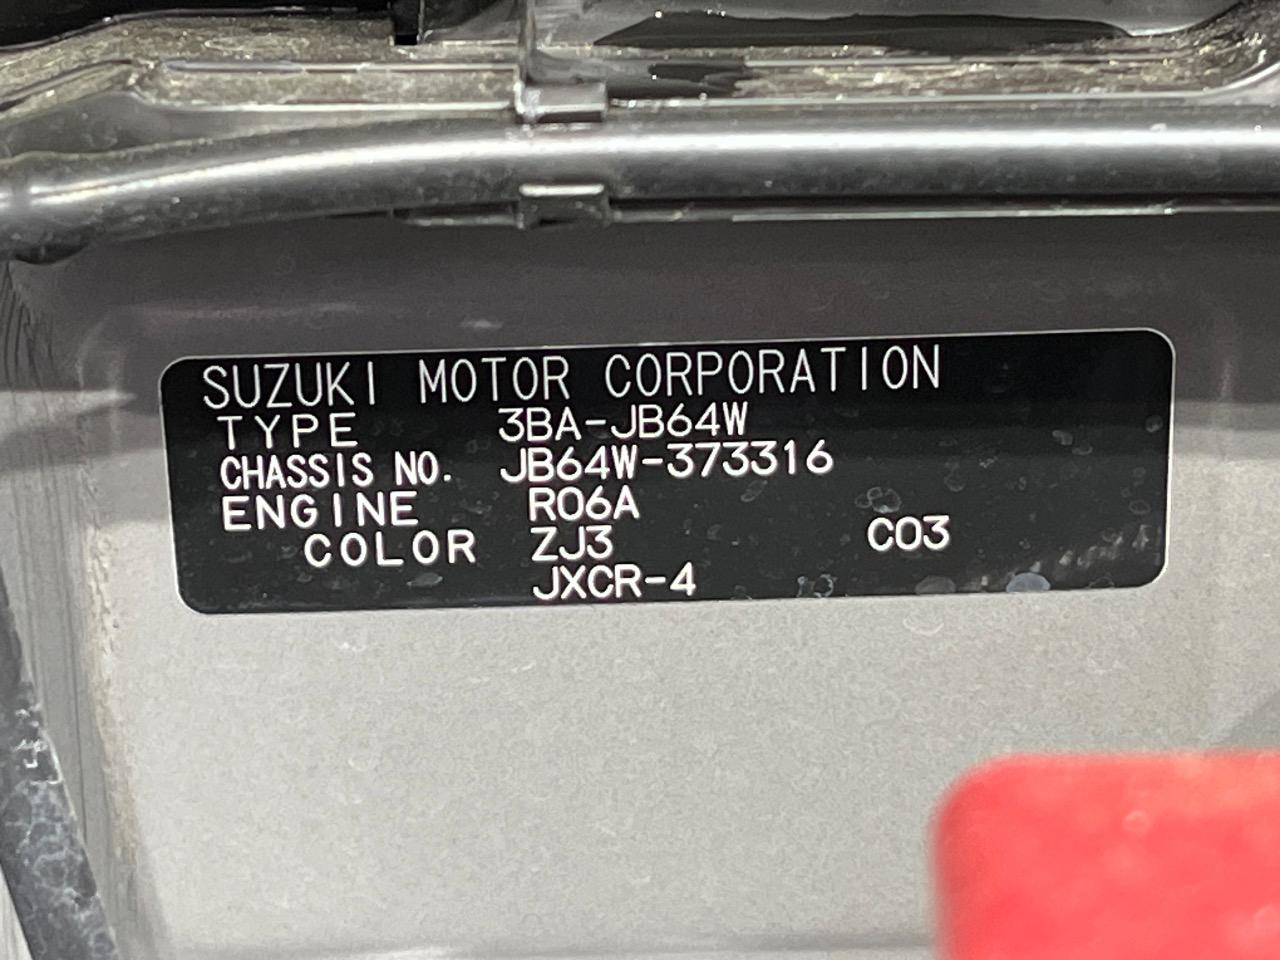 SUZUKI MOTOR CORPORATION
TYPE 3BA-JB64W
CHASSIS NO. JB64W-373316
ENGINE R06A
COLOR ZJ3 C03
JXCR-4